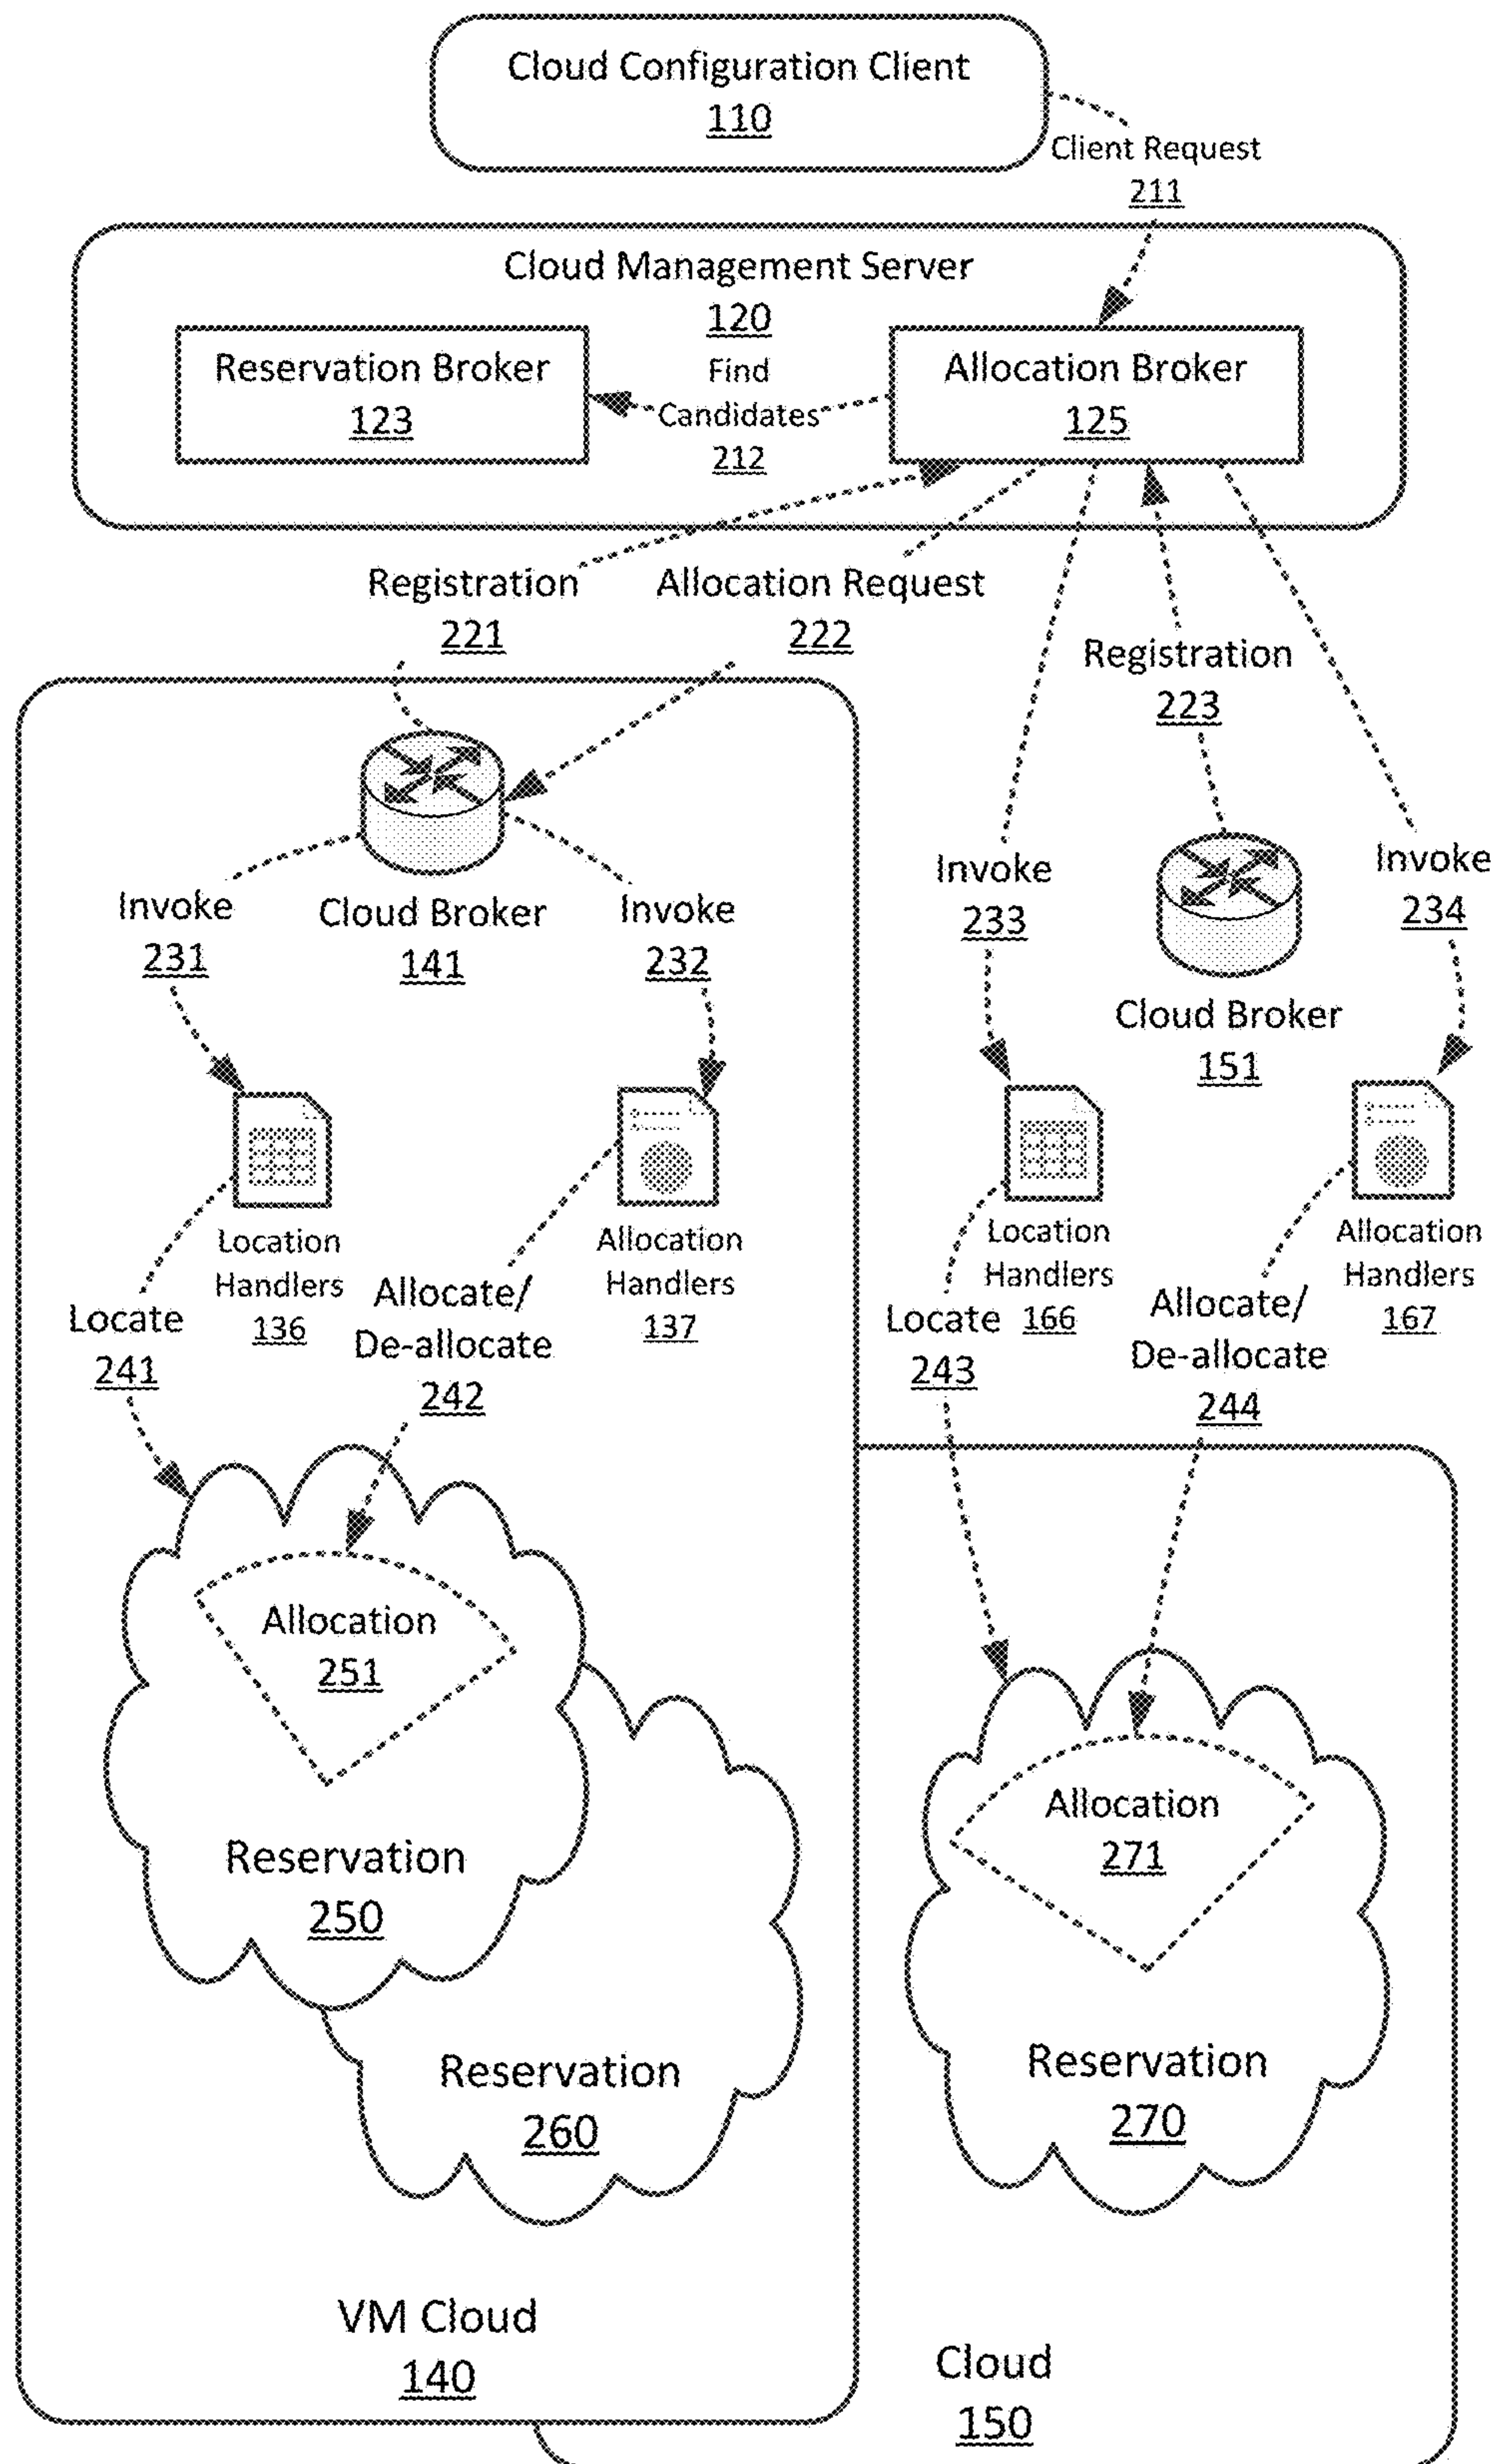 Cloud Configuration Client
110
Client Request
211
Cloud Management Server
120
Reservation Broker
123
Find
Candidates
212
Allocation Broker
125
Registration
221
Allocation Request
222
Registration
223
Invoke
231
Cloud Broker
141
Invoke
232
Invoke
233
Cloud Broker
151
Invoke
234
Location
Handlers
136
Allocation
Handlers
137
Location
Handlers
166
Allocation
Handlers
167
Locate
241
Allocate/
De-allocate
242
Locate
243
Allocate/
De-allocate
244
Allocation
251
Reservation
250
Reservation
260
Allocation
271
Reservation
270
VM Cloud
140
Cloud
150